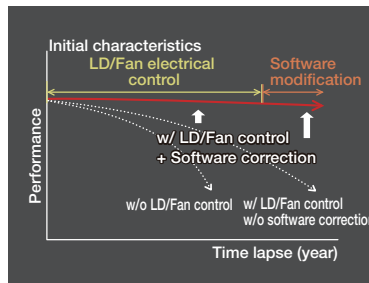 Initial characteristics
LD/Fan electrical
control
Software
modification
Performance
w/ LD/Fan control
+ Software correction
w/o LD/Fan control
w/ LD/Fan control
w/o software correction
Time lapse (year)